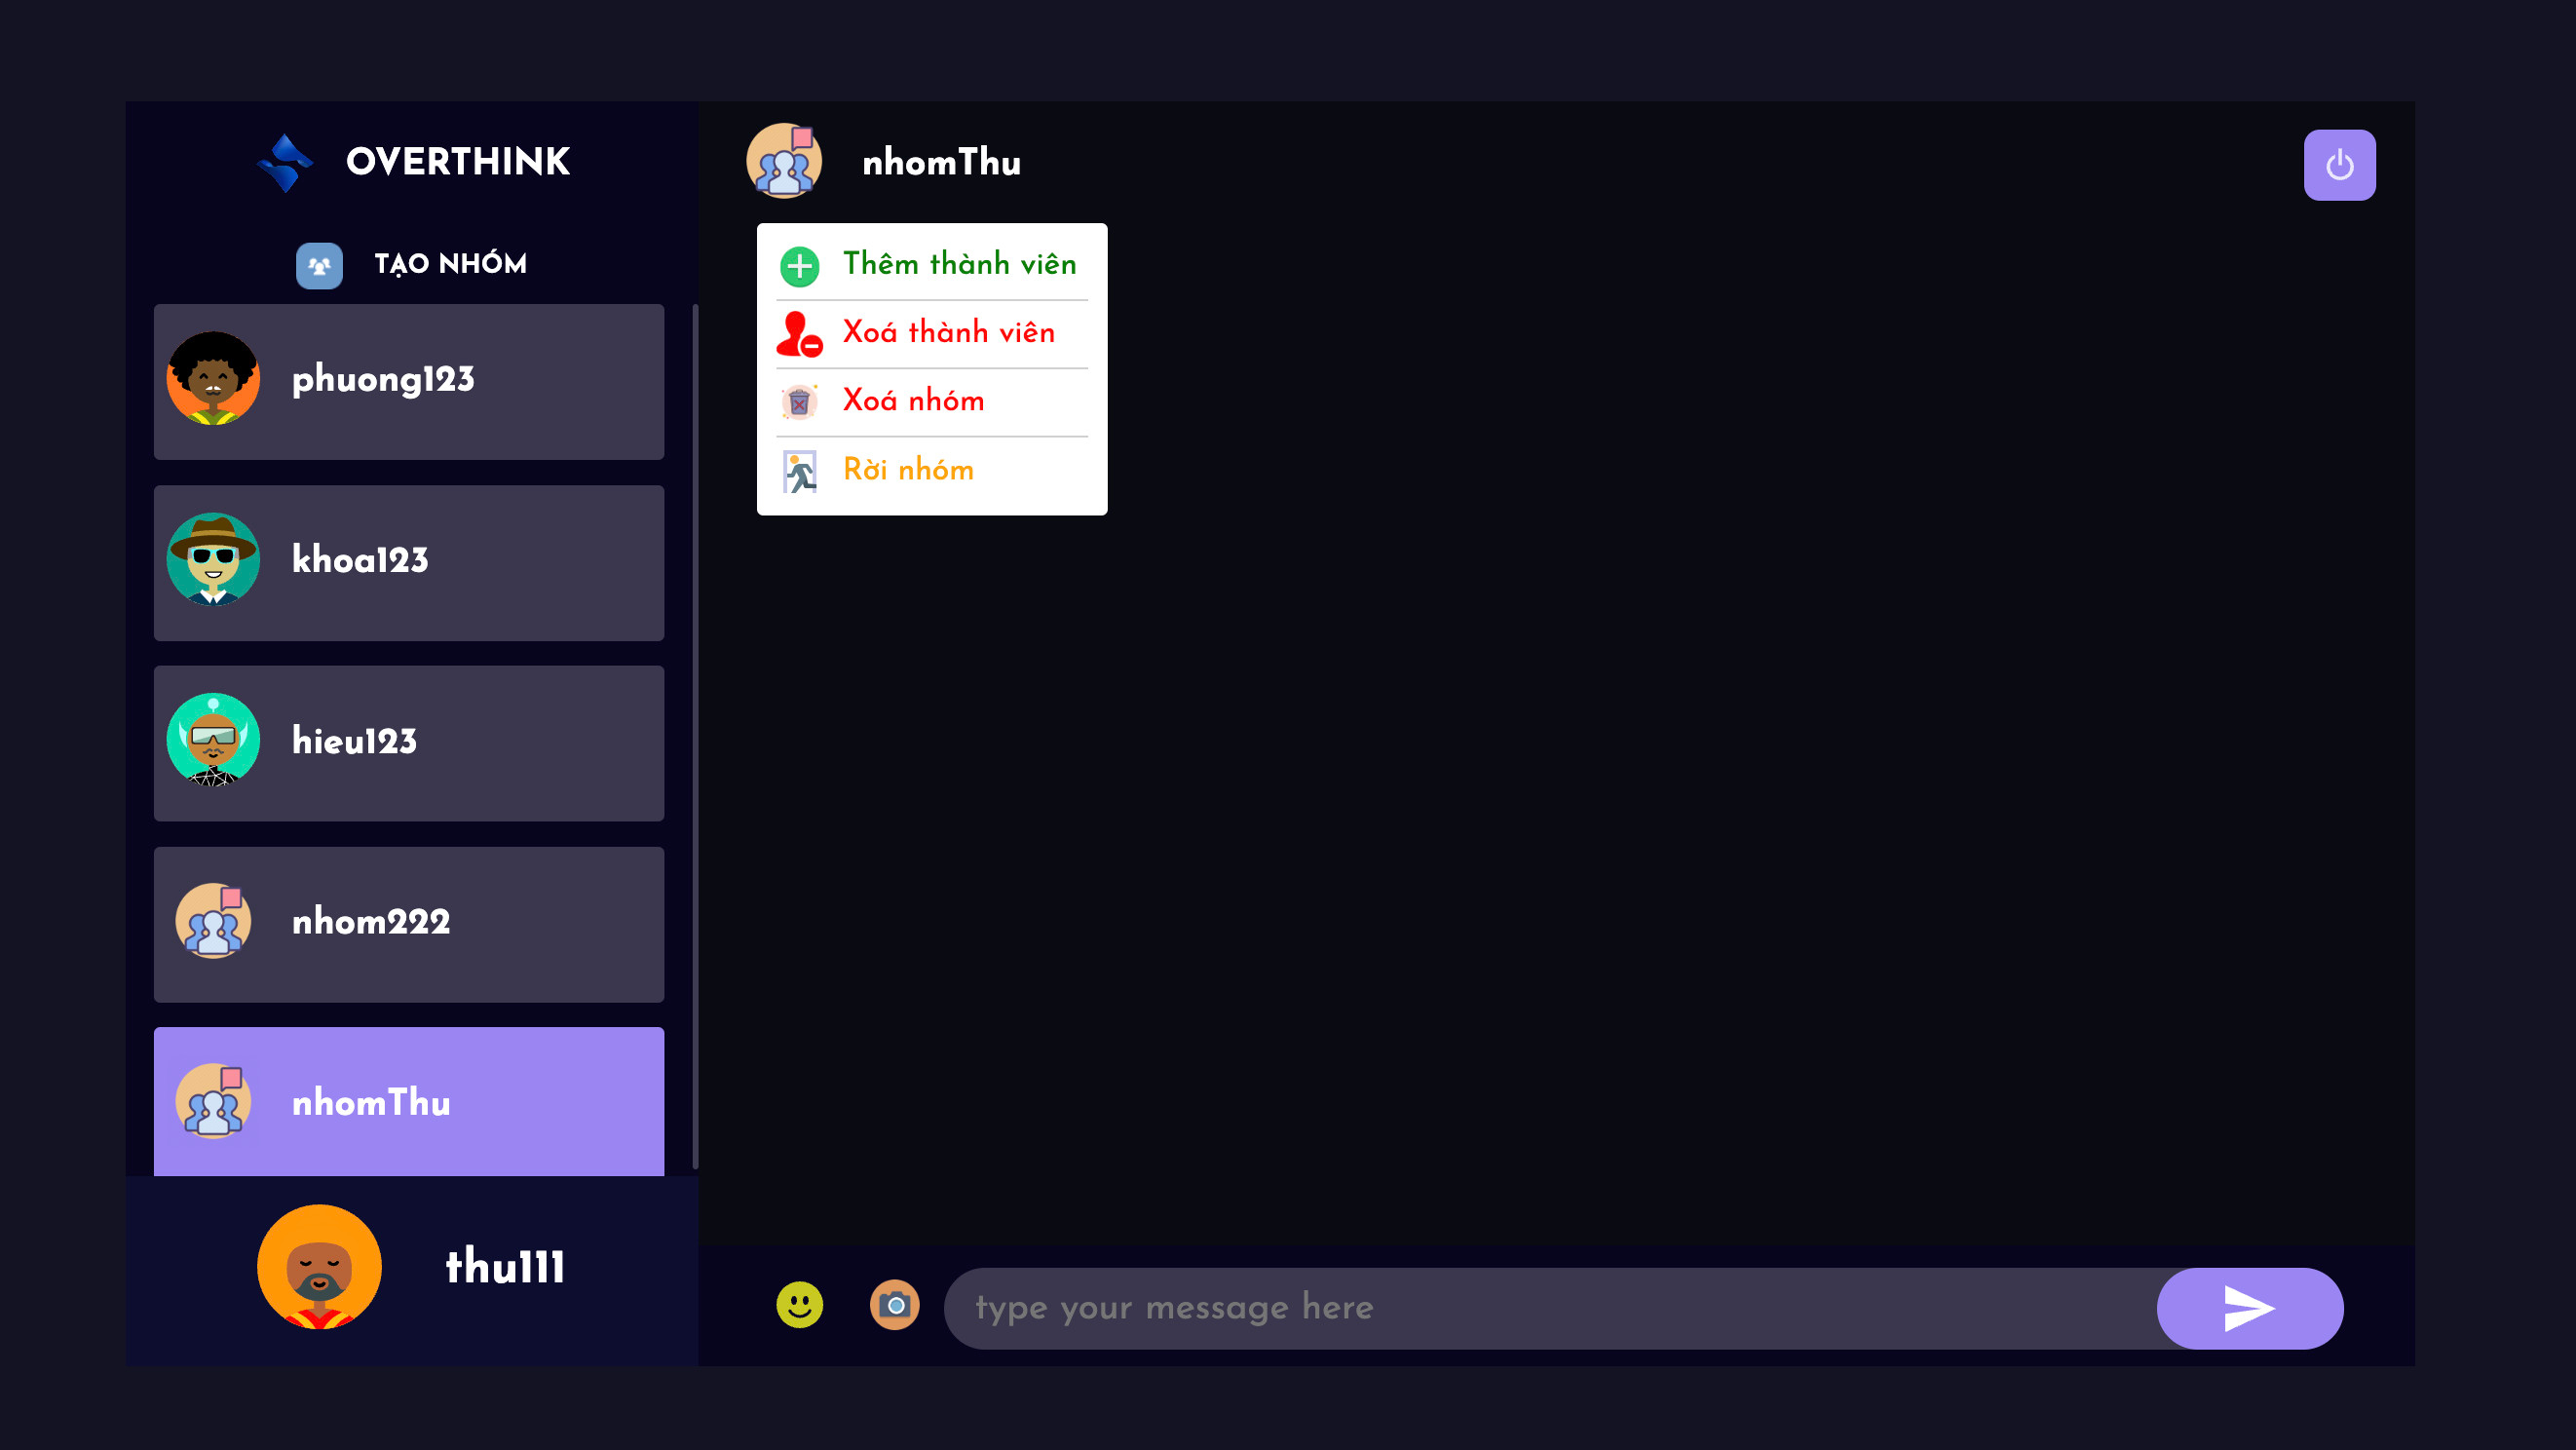 OVERTHINK
TẠO NHÓM
phuong123
khoa123
hieu123
nhom222
nhomThu
thu111
nhomThu
Thêm thành viên
Xoá thành viên
Xoá nhóm
Rời nhóm
type your message here